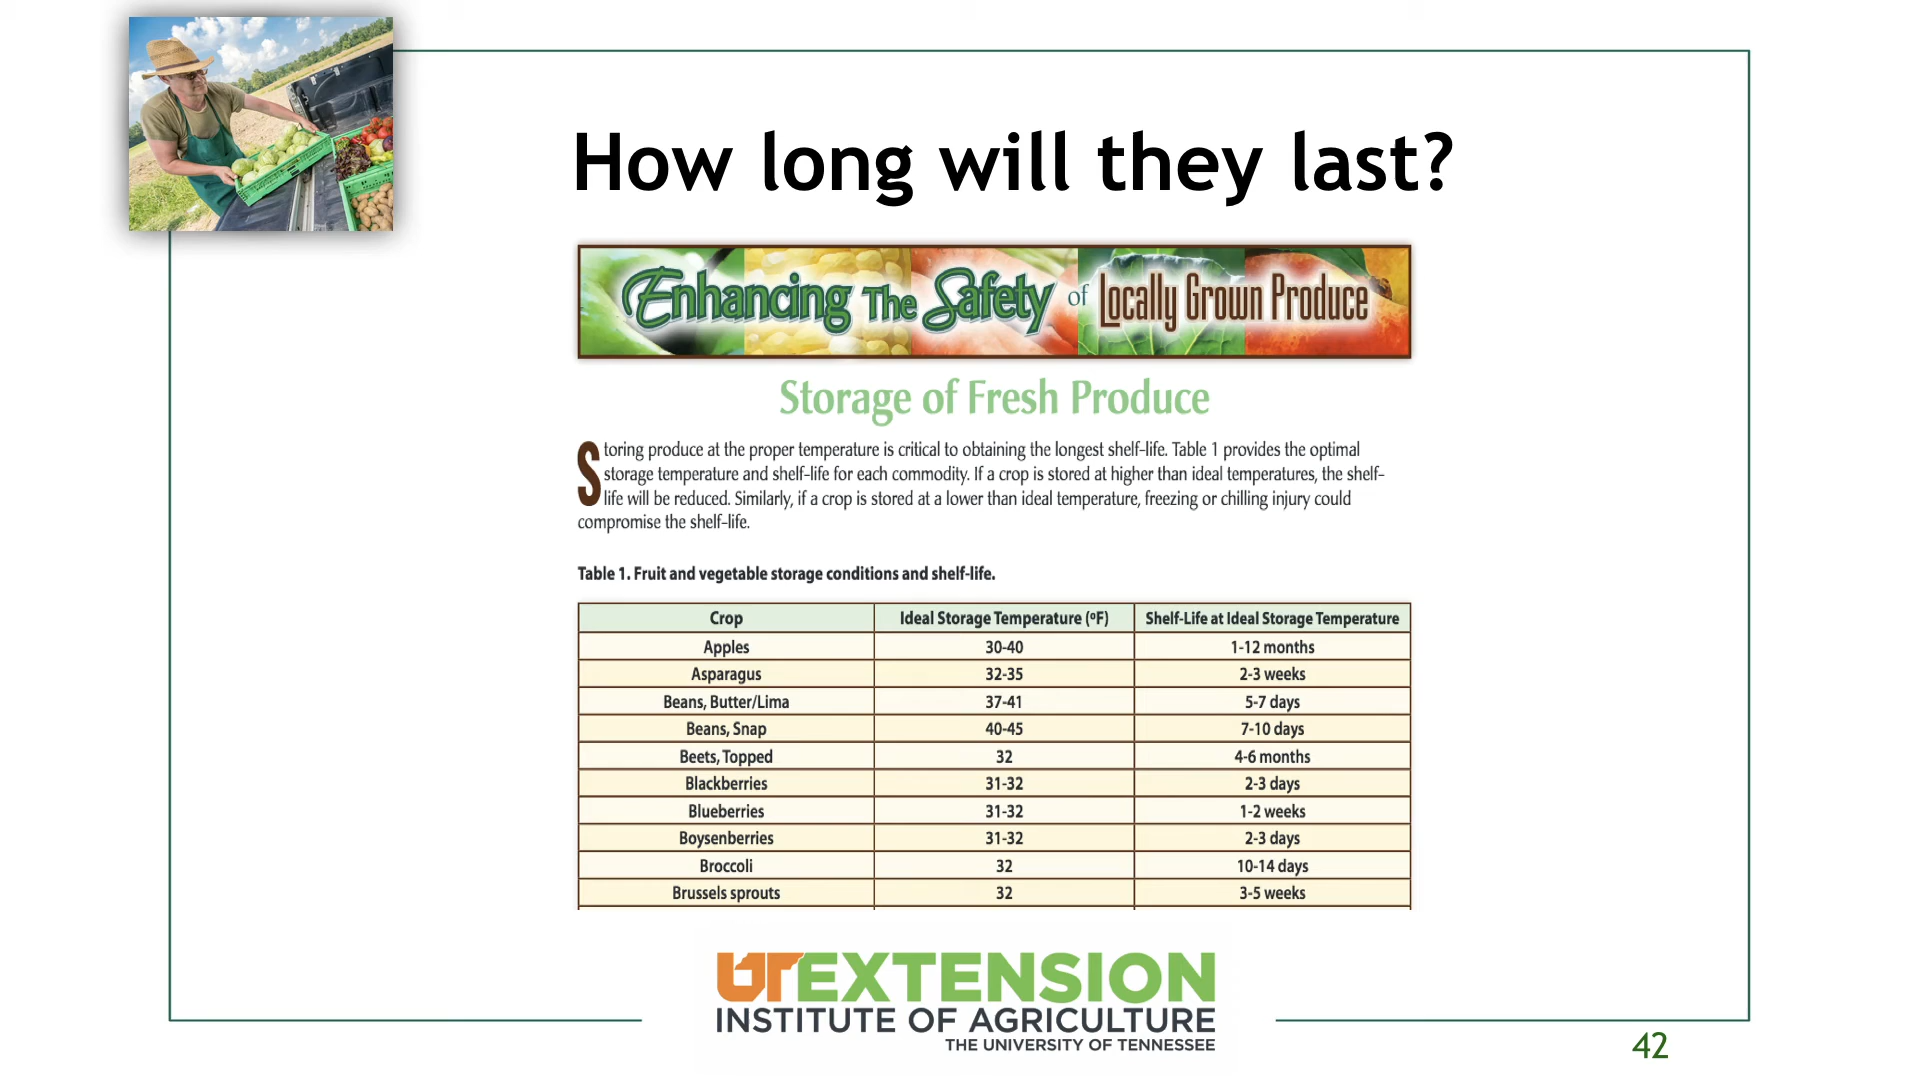 How long will they last?
Enhancing The Safety of Locally Grown Produce
Storage of Fresh Produce
Storing produce at the proper temperature is critical to obtaining the longest shelf-life. Table 1 provides the optimal
storage temperature and shelf-life for each commodity. If a crop is stored at higher than ideal temperatures, the shelf-
life will be reduced. Similarly, if a crop is stored at a lower than ideal temperature, freezing or chilling injury could
compromise the shelf-life.
Table 1. Fruit and vegetable storage conditions and shelf-life.
Crop Ideal Storage Temperature (ºF) Shelf-Life at Ideal Storage Temperature
Apples 30-40 1-12 months
Asparagus 32-35 2-3 weeks
Beans, Butter/Lima 37-41 5-7 days
Beans, Snap 40-45 7-10 days
Beets, Topped 32 4-6 months
Blackberries 31-32 2-3 days
Blueberries 31-32 1-2 weeks
Boysenberries 31-32 2-3 days
Broccoli 32 10-14 days
Brussels sprouts 32 3-5 weeks
UTEXTENSION
INSTITUTE OF AGRICULTURE
THE UNIVERSITY OF TENNESSEE
42